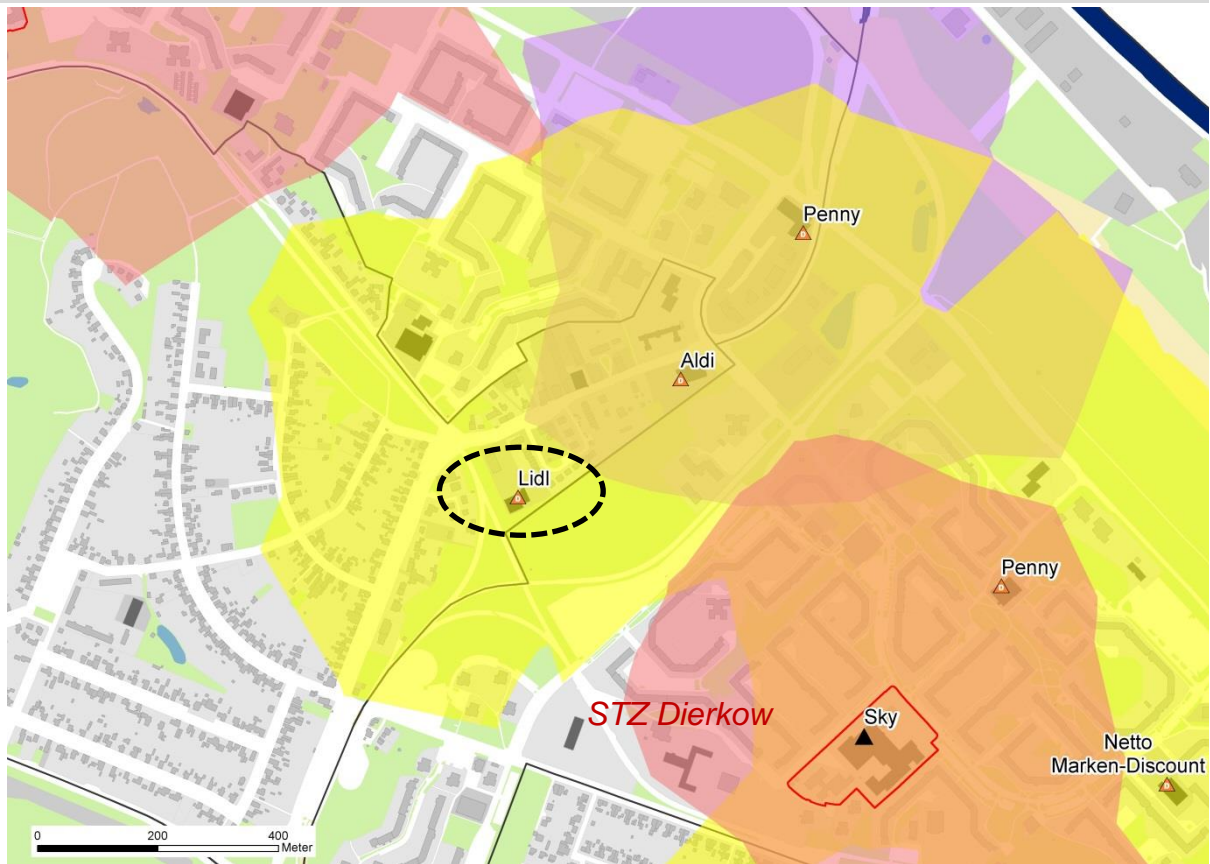 Penny
Aldi
Lidl
Penny
STZ Dierkow
Sky
Netto
Marken-Discount
0 200 400
Meter